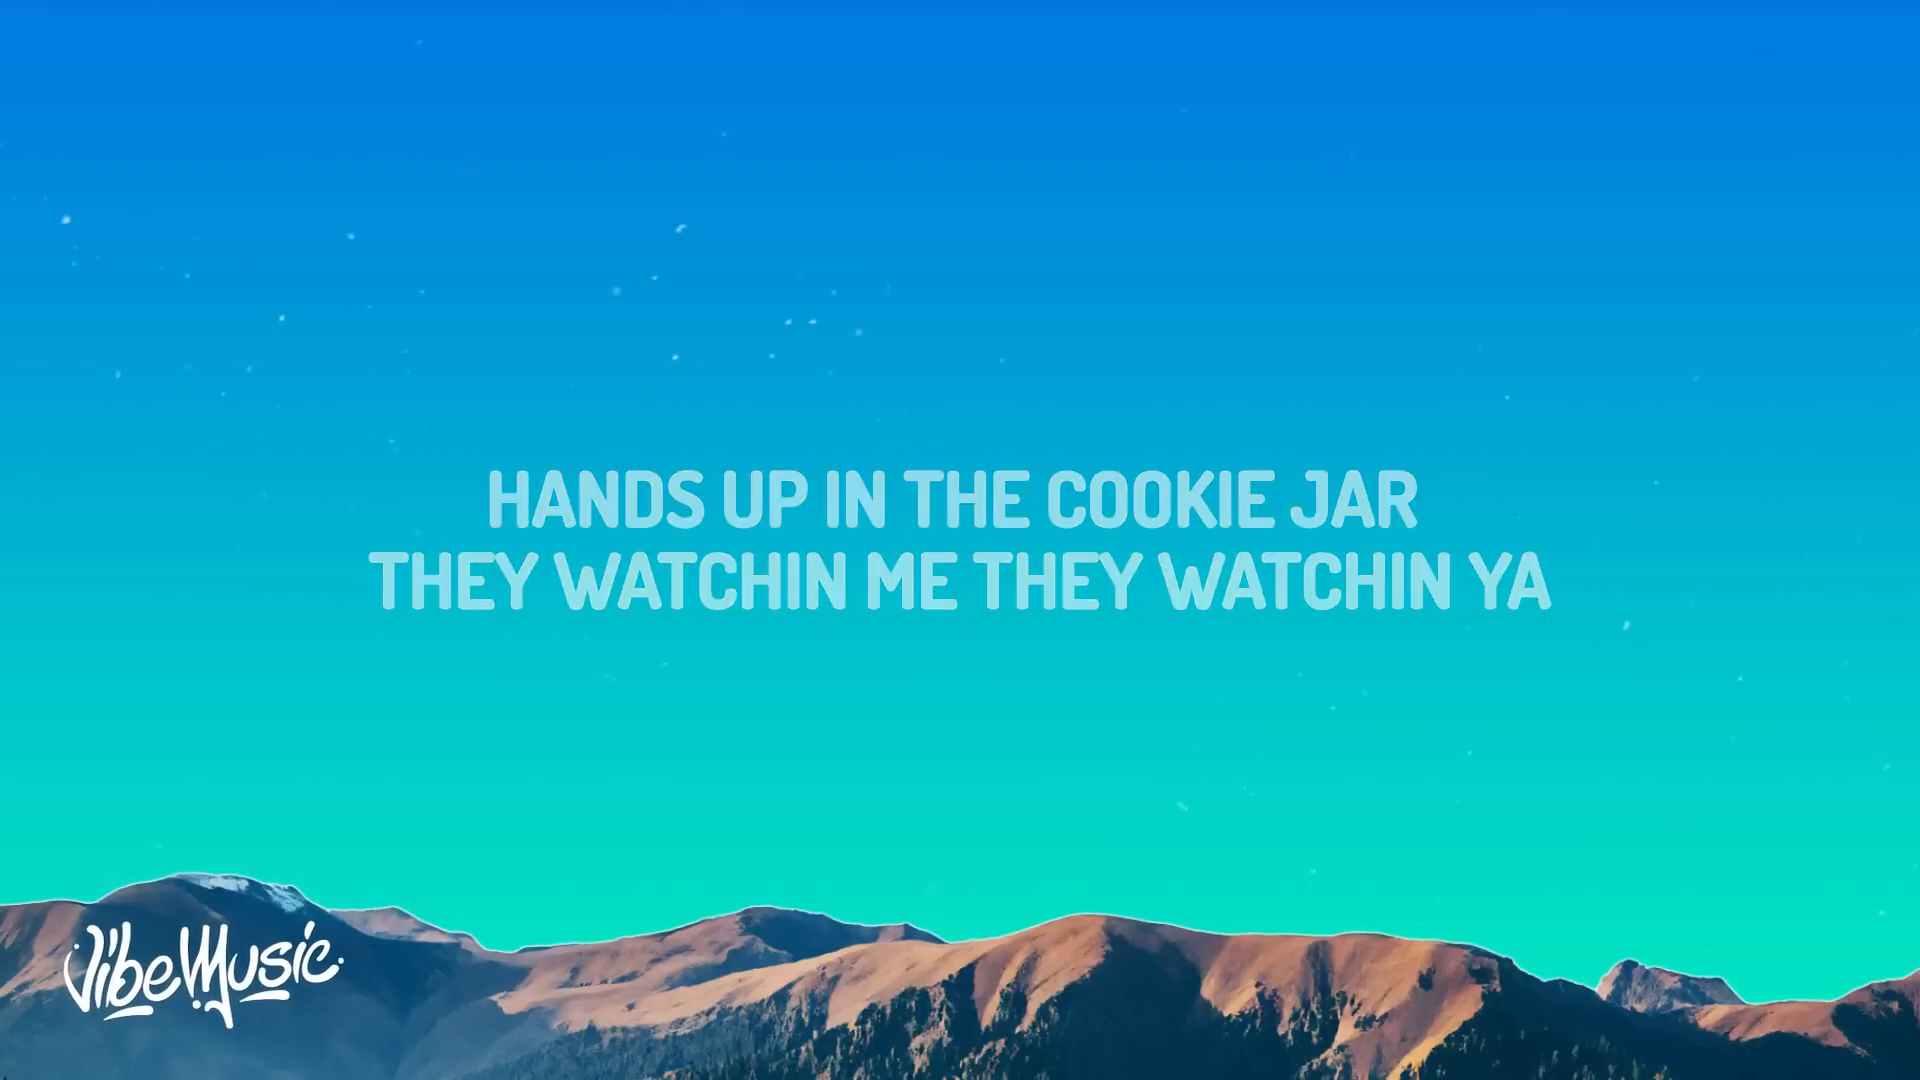 HANDS UP IN THE COOKIE JAR
THEY WATCHIN ME THEY WATCHIN YA
VibeMusic